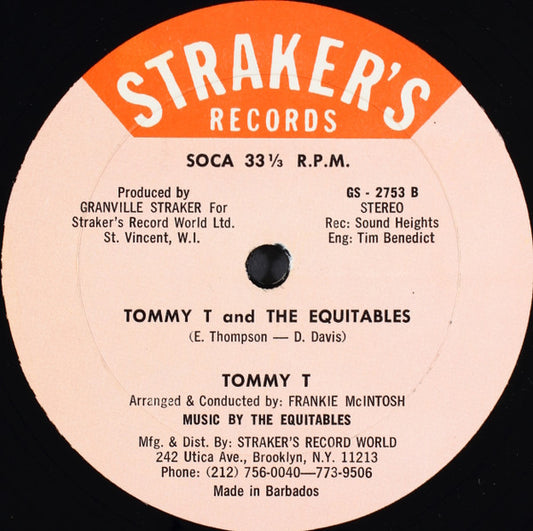 STRAKER'S
RECORDS
SOCA 33 ⅓ R.P.M.
Produced by
GRANVILLE STRAKER For
Straker's Record World Ltd.
St. Vincent, W.I.
GS - 2753 B
STEREO
Rec: Sound Heights
Eng: Tim Benedict
TOMMY T and THE EQUITABLES
(E. Thompson — D. Davis)
TOMMY T
Arranged & Conducted by: FRANKIE McINTOSH
MUSIC BY THE EQUITABLES
Mfg. & Dist. By: STRAKER'S RECORD WORLD
242 Utica Ave., Brooklyn, N.Y. 11213
Phone: (212) 756-0040—773-9506
Made in Barbados